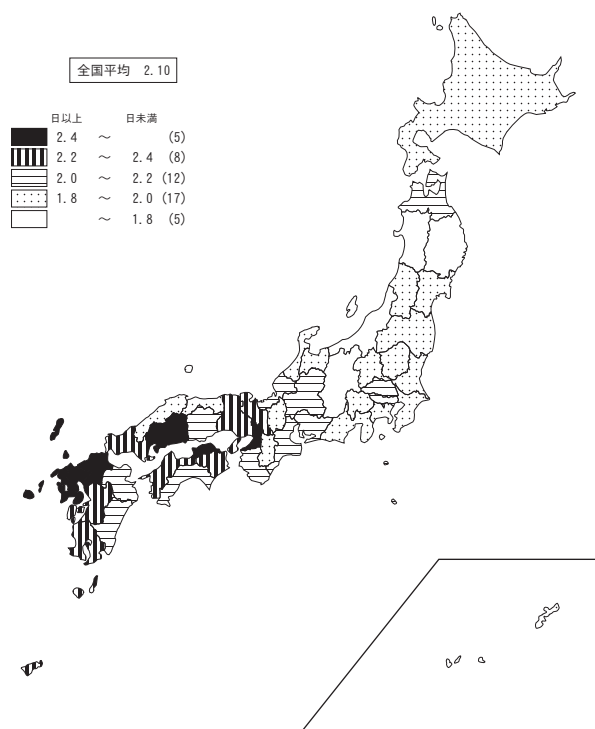 全国平均 2.10
日以上 日未満
2.4 ～ (5)
2.2 ～ 2.4 (8)
2.0 ～ 2.2 (12)
1.8 ～ 2.0 (17)
～ 1.8 (5)